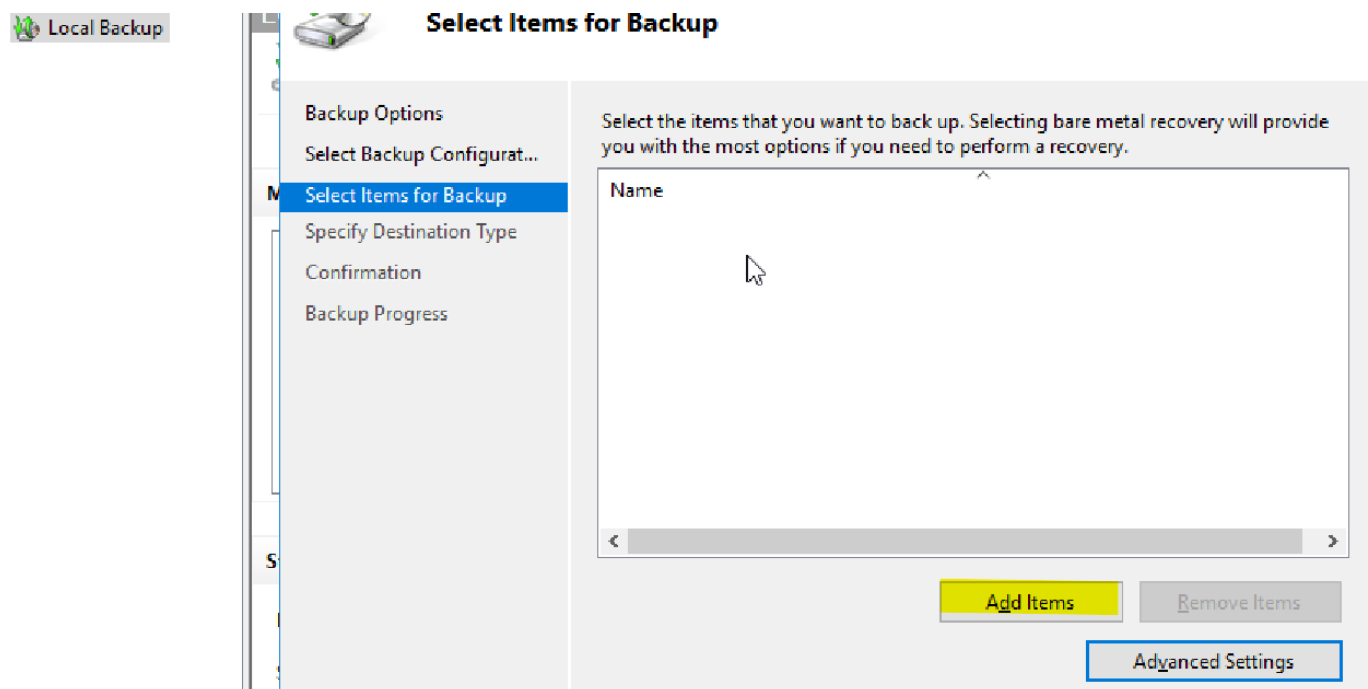 Local Backup
Select Items for Backup
Backup Options
Select Backup Configurat...
Select Items for Backup
Specify Destination Type
Confirmation
Backup Progress
Select the items that you want to back up. Selecting bare metal recovery will provide
you with the most options if you need to perform a recovery.
Name
Add Items
Remove Items
Advanced Settings